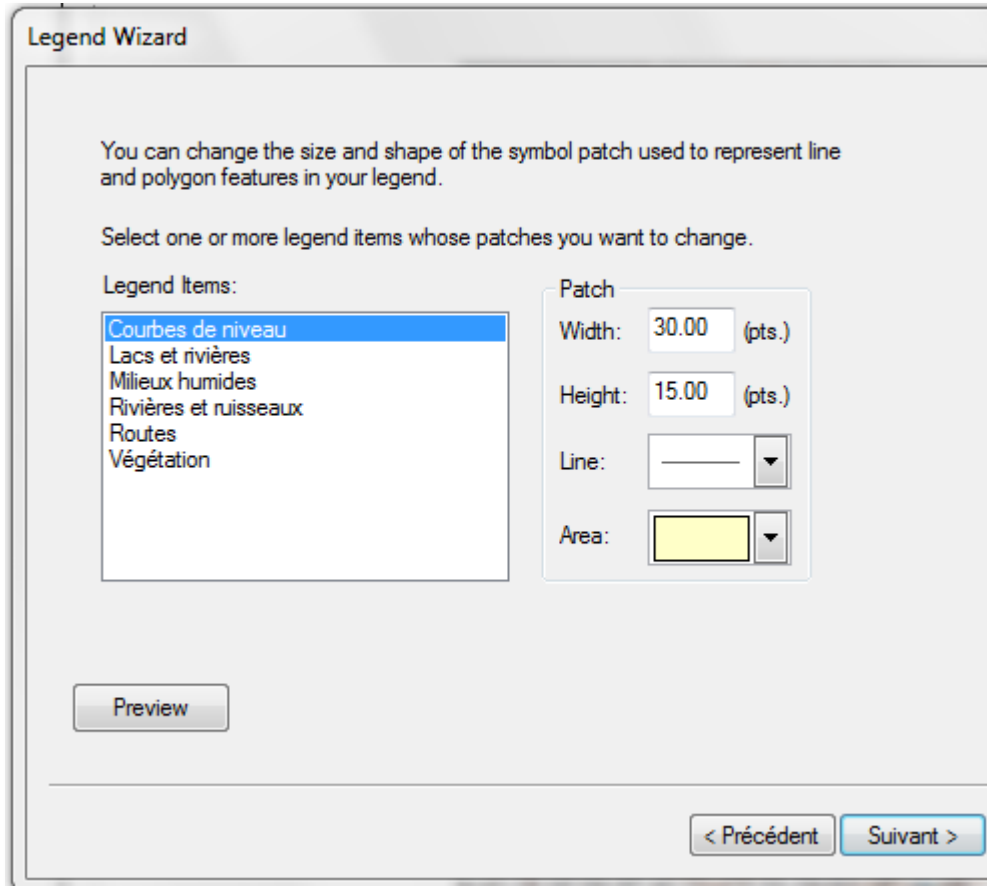 Legend Wizard
You can change the size and shape of the symbol patch used to represent line
and polygon features in your legend.
Select one or more legend items whose patches you want to change.
Legend Items:
Courbes de niveau
Lacs et rivières
Milieux humides
Rivières et ruisseaux
Routes
Végétation
Patch
Width: 30.00 (pts.)
Height: 15.00 (pts.)
Line:
Area:
Preview
< Précédent Suivant >